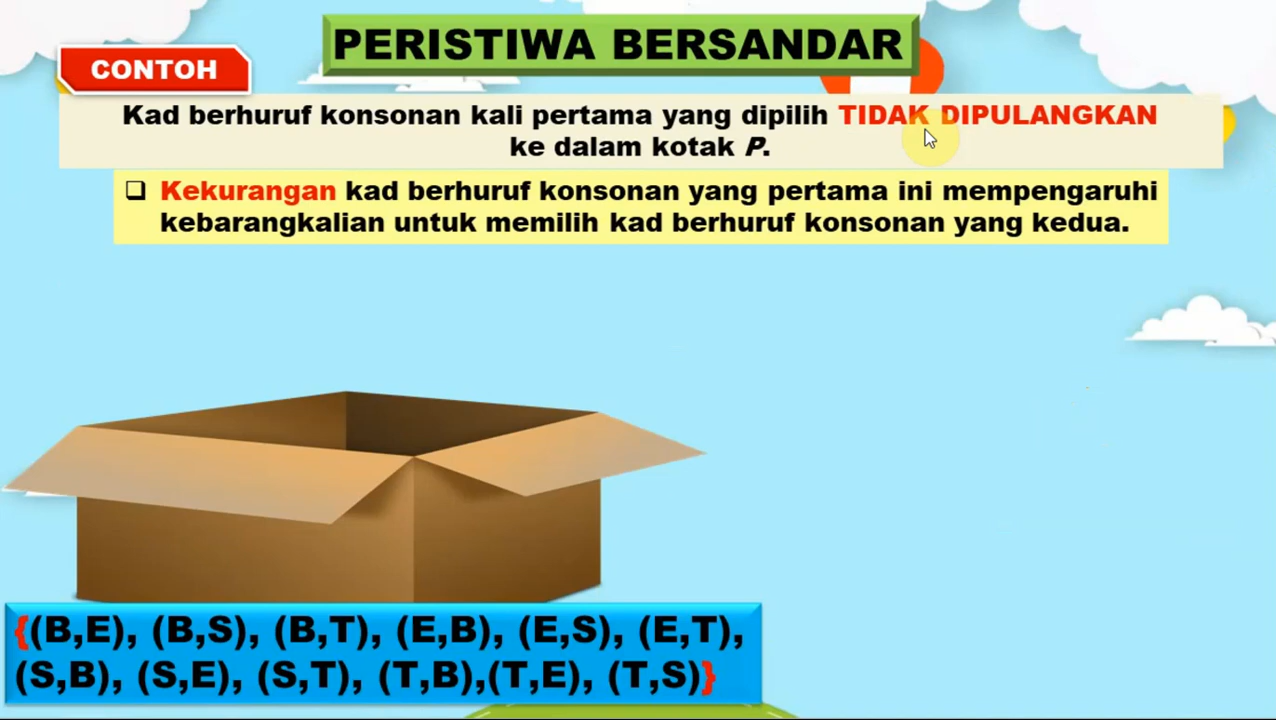 PERISTIWA BERSANDAR
CONTOH
Kad berhuruf konsonan kali pertama yang dipilih TIDAK DIPULANGKAN
ke dalam kotak P.
❑ Kekurangan kad berhuruf konsonan yang pertama ini mempengaruhi
kebarangkalian untuk memilih kad berhuruf konsonan yang kedua.
{(B,E), (B,S), (B,T), (E,B), (E,S), (E,T),
(S,B), (S,E), (S,T), (T,B),(T,E), (T,S)}